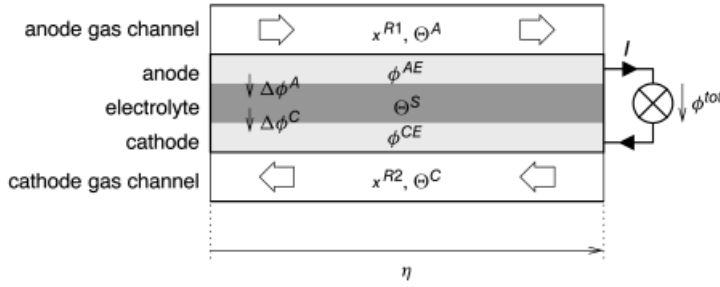 anode gas channel
x^{R1}, Θ^A
I
anode
ϕ^{AE}
Δϕ^A
electrolyte
Θ^S
ϕ^{tot}
Δϕ^C
cathode
ϕ^{CE}
cathode gas channel
x^{R2}, Θ^C
η